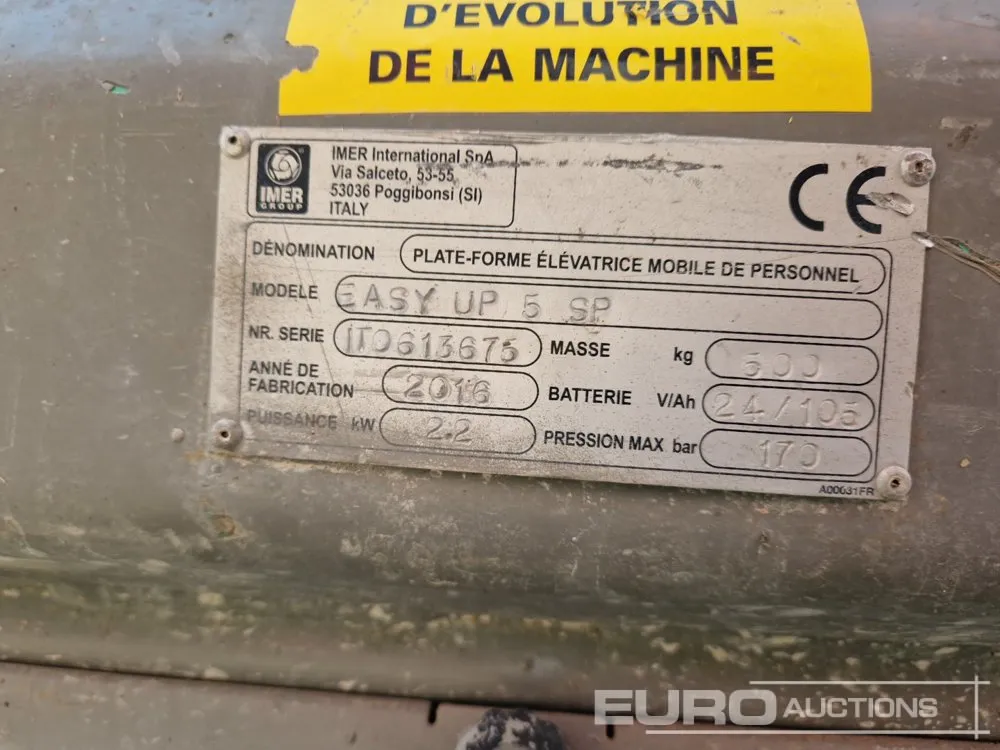 D'EVOLUTION
DE LA MACHINE
IMER
GROUP
IMER International SpA
Via Salceto, 53-55
53036 Poggibonsi (SI)
ITALY
CE
DÉNOMINATION PLATE-FORME ÉLÉVATRICE MOBILE DE PERSONNEL
MODELE EASY UP 5 SP
NR. SERIE IT0613675 MASSE kg 500
ANNÉ DE
FABRICATION 2016 BATTERIE V/Ah 24/105
PUISSANCE kW 2.2 PRESSION MAX bar 170
A00631FR
EURO AUCTIONS